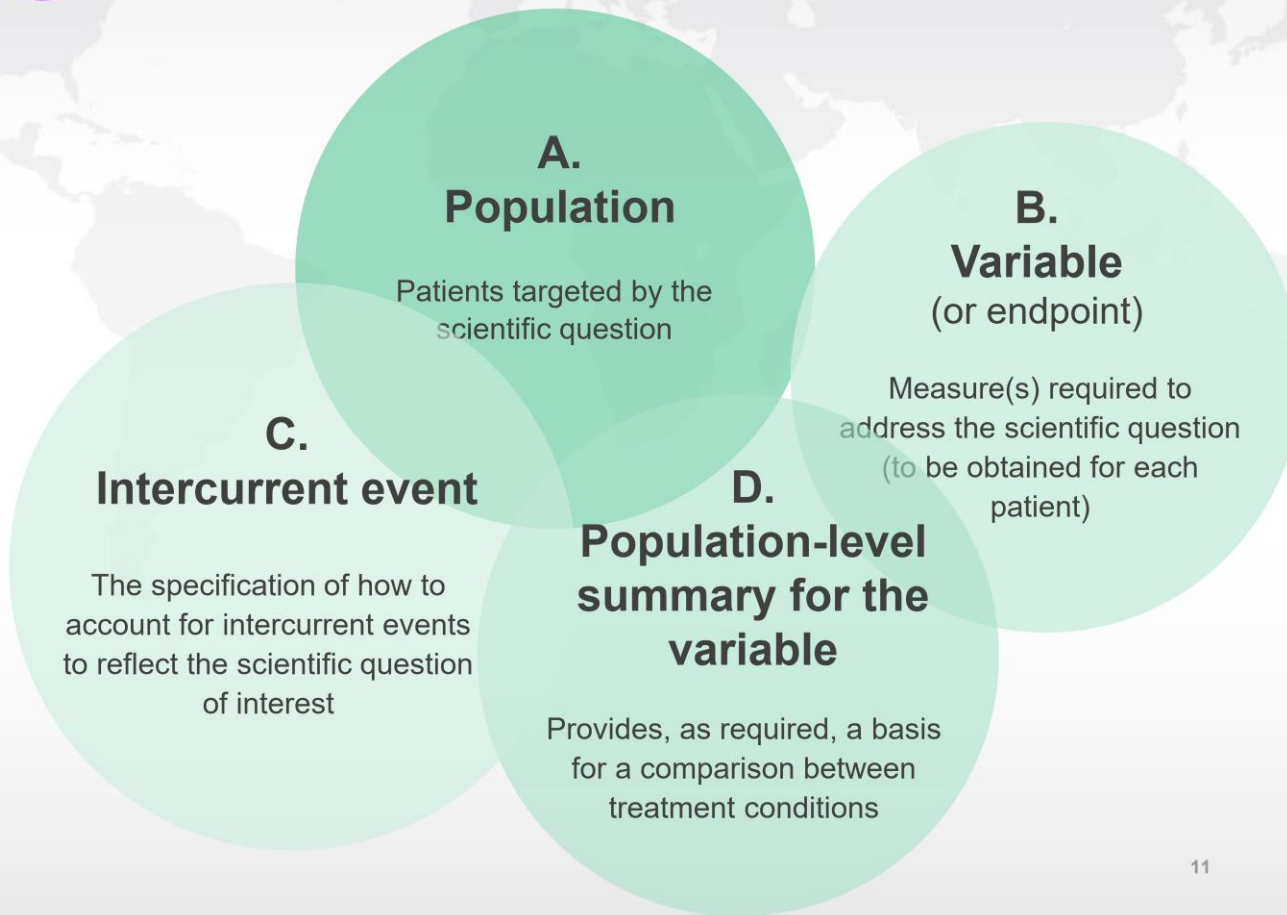 A.
Population
Patients targeted by the
scientific question
B.
Variable
(or endpoint)
Measure(s) required to
address the scientific question
(to be obtained for each
patient)
C.
Intercurrent event
The specification of how to
account for intercurrent events
to reflect the scientific question
of interest
D.
Population-level
summary for the
variable
Provides, as required, a basis
for a comparison between
treatment conditions
11